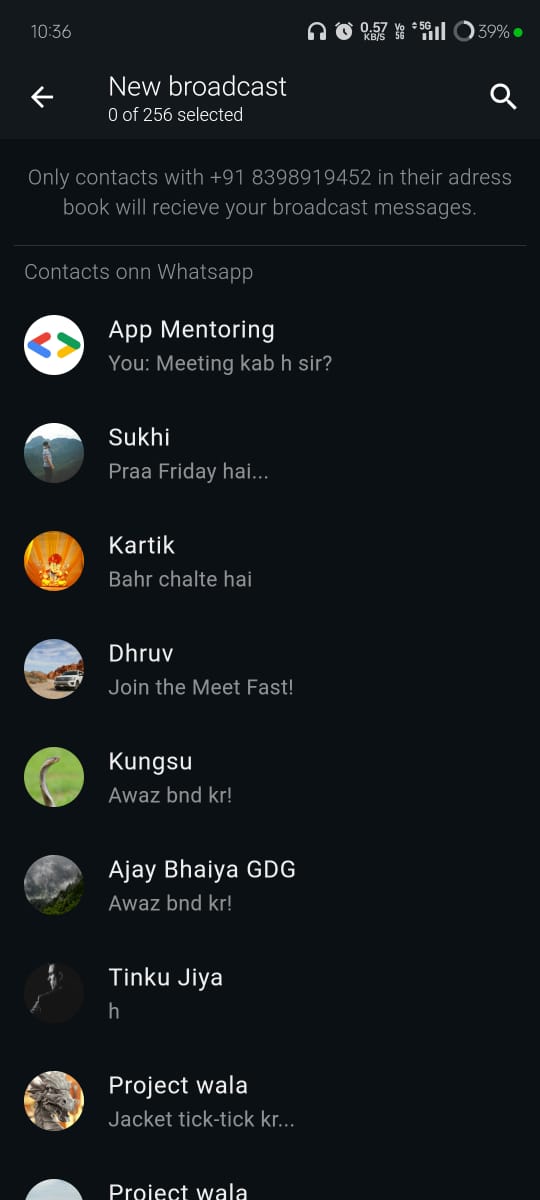 10:36
0.57 KB/S Vo 5G 5G 39%
New broadcast
0 of 256 selected
Only contacts with +91 8398919452 in their adress
book will recieve your broadcast messages.
Contacts onn Whatsapp
App Mentoring
You: Meeting kab h sir?
Sukhi
Praa Friday hai...
Kartik
Bahr chalte hai
Dhruv
Join the Meet Fast!
Kungsu
Awaz bnd kr!
Ajay Bhaiya GDG
Awaz bnd kr!
Tinku Jiya
h
Project wala
Jacket tick-tick kr...
Project wala